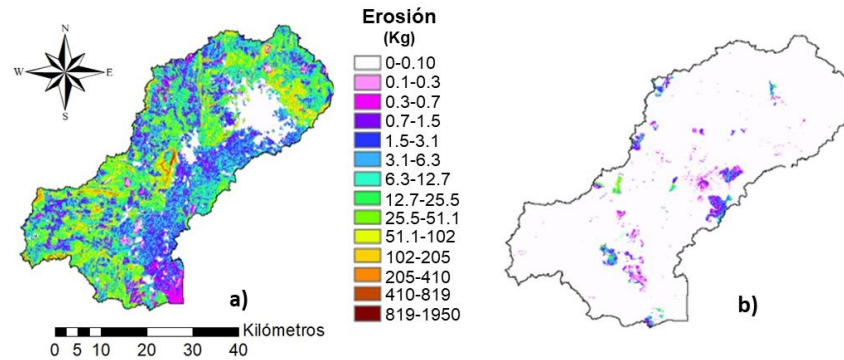 N
W E
S
Erosión
(Kg)
0-0.10
0.1-0.3
0.3-0.7
0.7-1.5
1.5-3.1
3.1-6.3
6.3-12.7
12.7-25.5
25.5-51.1
51.1-102
102-205
205-410
410-819
819-1950
a)
b)
Kilómetros
0 5 10 20 30 40